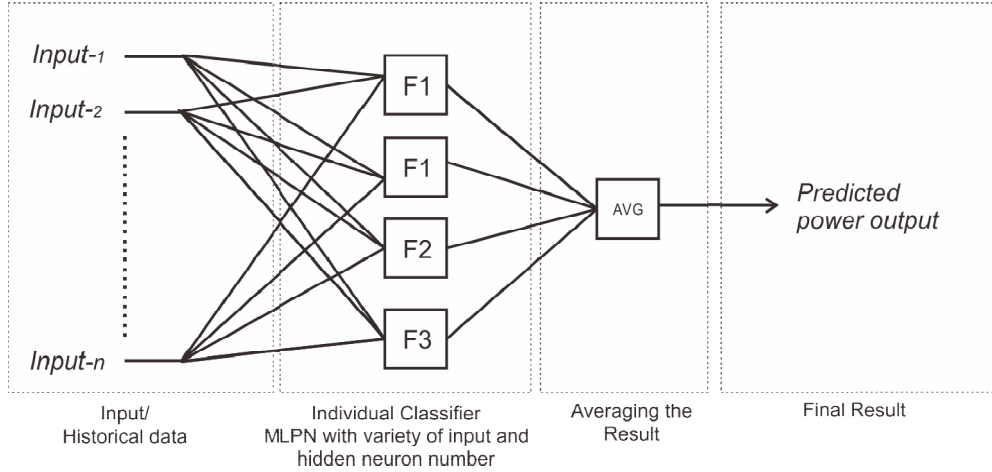 Input-1
Input-2
Input-n
F1
F1
F2
F3
AVG
Predicted
power output
Input/
Historical data
Individual Classifier
MLPN with variety of input and
hidden neuron number
Averaging the
Result
Final Result